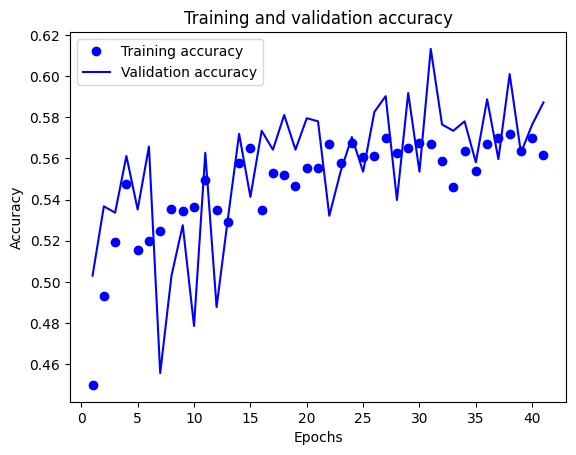 Training and validation accuracy
Training accuracy
Validation accuracy
0.62
0.60
0.58
0.56
0.54
0.52
0.50
0.48
0.46
Accuracy
0 5 10 15 20 25 30 35 40
Epochs